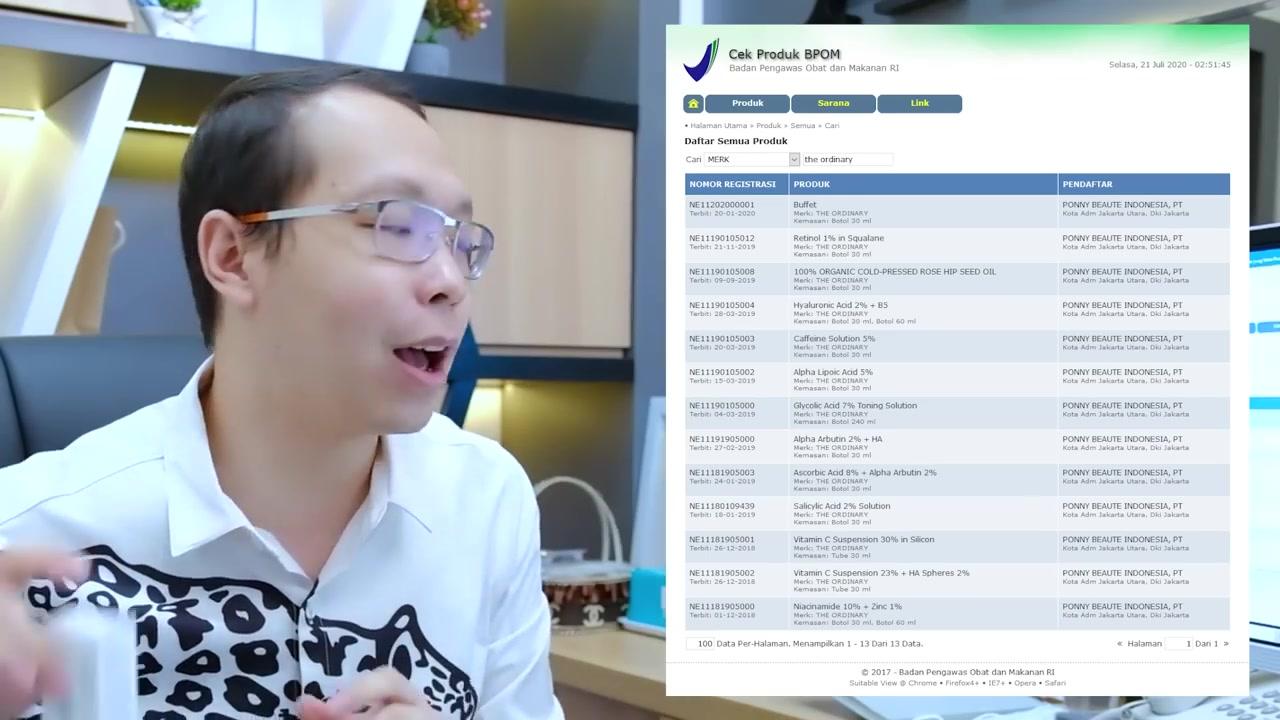 Cek Produk BPOM
Badan Pengawas Obat dan Makanan RI
Selasa, 21 Juli 2020 - 02:51:45
Produk
Sarana
Link
• Halaman Utama » Produk » Semua » Cari
Daftar Semua Produk
Cari MERK the ordinary
NOMOR REGISTRASI PRODUK PENDAFTAR
NE11202000001 Buffet PONNY BEAUTE INDONESIA, PT
Terbit: 20-01-2020 Merk: THE ORDINARY Kota Adm Jakarta Utara, Dki Jakarta
Kemasan: Botol 30 ml
NE11190105012 Retinol 1% in Squalane PONNY BEAUTE INDONESIA, PT
Terbit: 21-11-2019 Merk: THE ORDINARY Kota Adm Jakarta Utara, Dki Jakarta
Kemasan: Botol 30 ml
NE11190105008 100% ORGANIC COLD-PRESSED ROSE HIP SEED OIL PONNY BEAUTE INDONESIA, PT
Terbit: 09-09-2019 Merk: THE ORDINARY Kota Adm Jakarta Utara, Dki Jakarta
Kemasan: Botol 30 ml
NE11190105004 Hyaluronic Acid 2% + B5 PONNY BEAUTE INDONESIA, PT
Terbit: 28-03-2019 Merk: THE ORDINARY Kota Adm Jakarta Utara, Dki Jakarta
Kemasan: Botol 30 ml, Botol 60 ml
NE11190105003 Caffeine Solution 5% PONNY BEAUTE INDONESIA, PT
Terbit: 20-03-2019 Merk: THE ORDINARY Kota Adm Jakarta Utara, Dki Jakarta
Kemasan: Botol 30 ml
NE11190105002 Alpha Lipoic Acid 5% PONNY BEAUTE INDONESIA, PT
Terbit: 15-03-2019 Merk: THE ORDINARY Kota Adm Jakarta Utara, Dki Jakarta
Kemasan: Botol 30 ml
NE11190105000 Glycolic Acid 7% Toning Solution PONNY BEAUTE INDONESIA, PT
Terbit: 04-03-2019 Merk: THE ORDINARY Kota Adm Jakarta Utara, Dki Jakarta
Kemasan: Botol 240 ml
NE11191905000 Alpha Arbutin 2% + HA PONNY BEAUTE INDONESIA, PT
Terbit: 27-02-2019 Merk: THE ORDINARY Kota Adm Jakarta Utara, Dki Jakarta
Kemasan: Botol 30 ml
NE11181905003 Ascorbic Acid 8% + Alpha Arbutin 2% PONNY BEAUTE INDONESIA, PT
Terbit: 24-01-2019 Merk: THE ORDINARY Kota Adm Jakarta Utara, Dki Jakarta
Kemasan: Botol 30 ml
NE11180109439 Salicylic Acid 2% Solution PONNY BEAUTE INDONESIA, PT
Terbit: 18-01-2019 Merk: THE ORDINARY Kota Adm Jakarta Utara, Dki Jakarta
Kemasan: Botol 30 ml
NE11181905001 Vitamin C Suspension 30% in Silicon PONNY BEAUTE INDONESIA, PT
Terbit: 26-12-2018 Merk: THE ORDINARY Kota Adm Jakarta Utara, Dki Jakarta
Kemasan: Tube 30 ml
NE11181905002 Vitamin C Suspension 23% + HA Spheres 2% PONNY BEAUTE INDONESIA, PT
Terbit: 26-12-2018 Merk: THE ORDINARY Kota Adm Jakarta Utara, Dki Jakarta
Kemasan: Tube 30 ml
NE11181905000 Niacinamide 10% + Zinc 1% PONNY BEAUTE INDONESIA, PT
Terbit: 01-12-2018 Merk: THE ORDINARY Kota Adm Jakarta Utara, Dki Jakarta
Kemasan: Botol 30 ml, Botol 60 ml
100 Data Per-Halaman. Menampilkan 1 - 13 Dari 13 Data. « Halaman 1 Dari 1 »
© 2017 - Badan Pengawas Obat dan Makanan RI
Suitable View @ Chrome • Firefox4+ • IE7+ • Opera • Safari